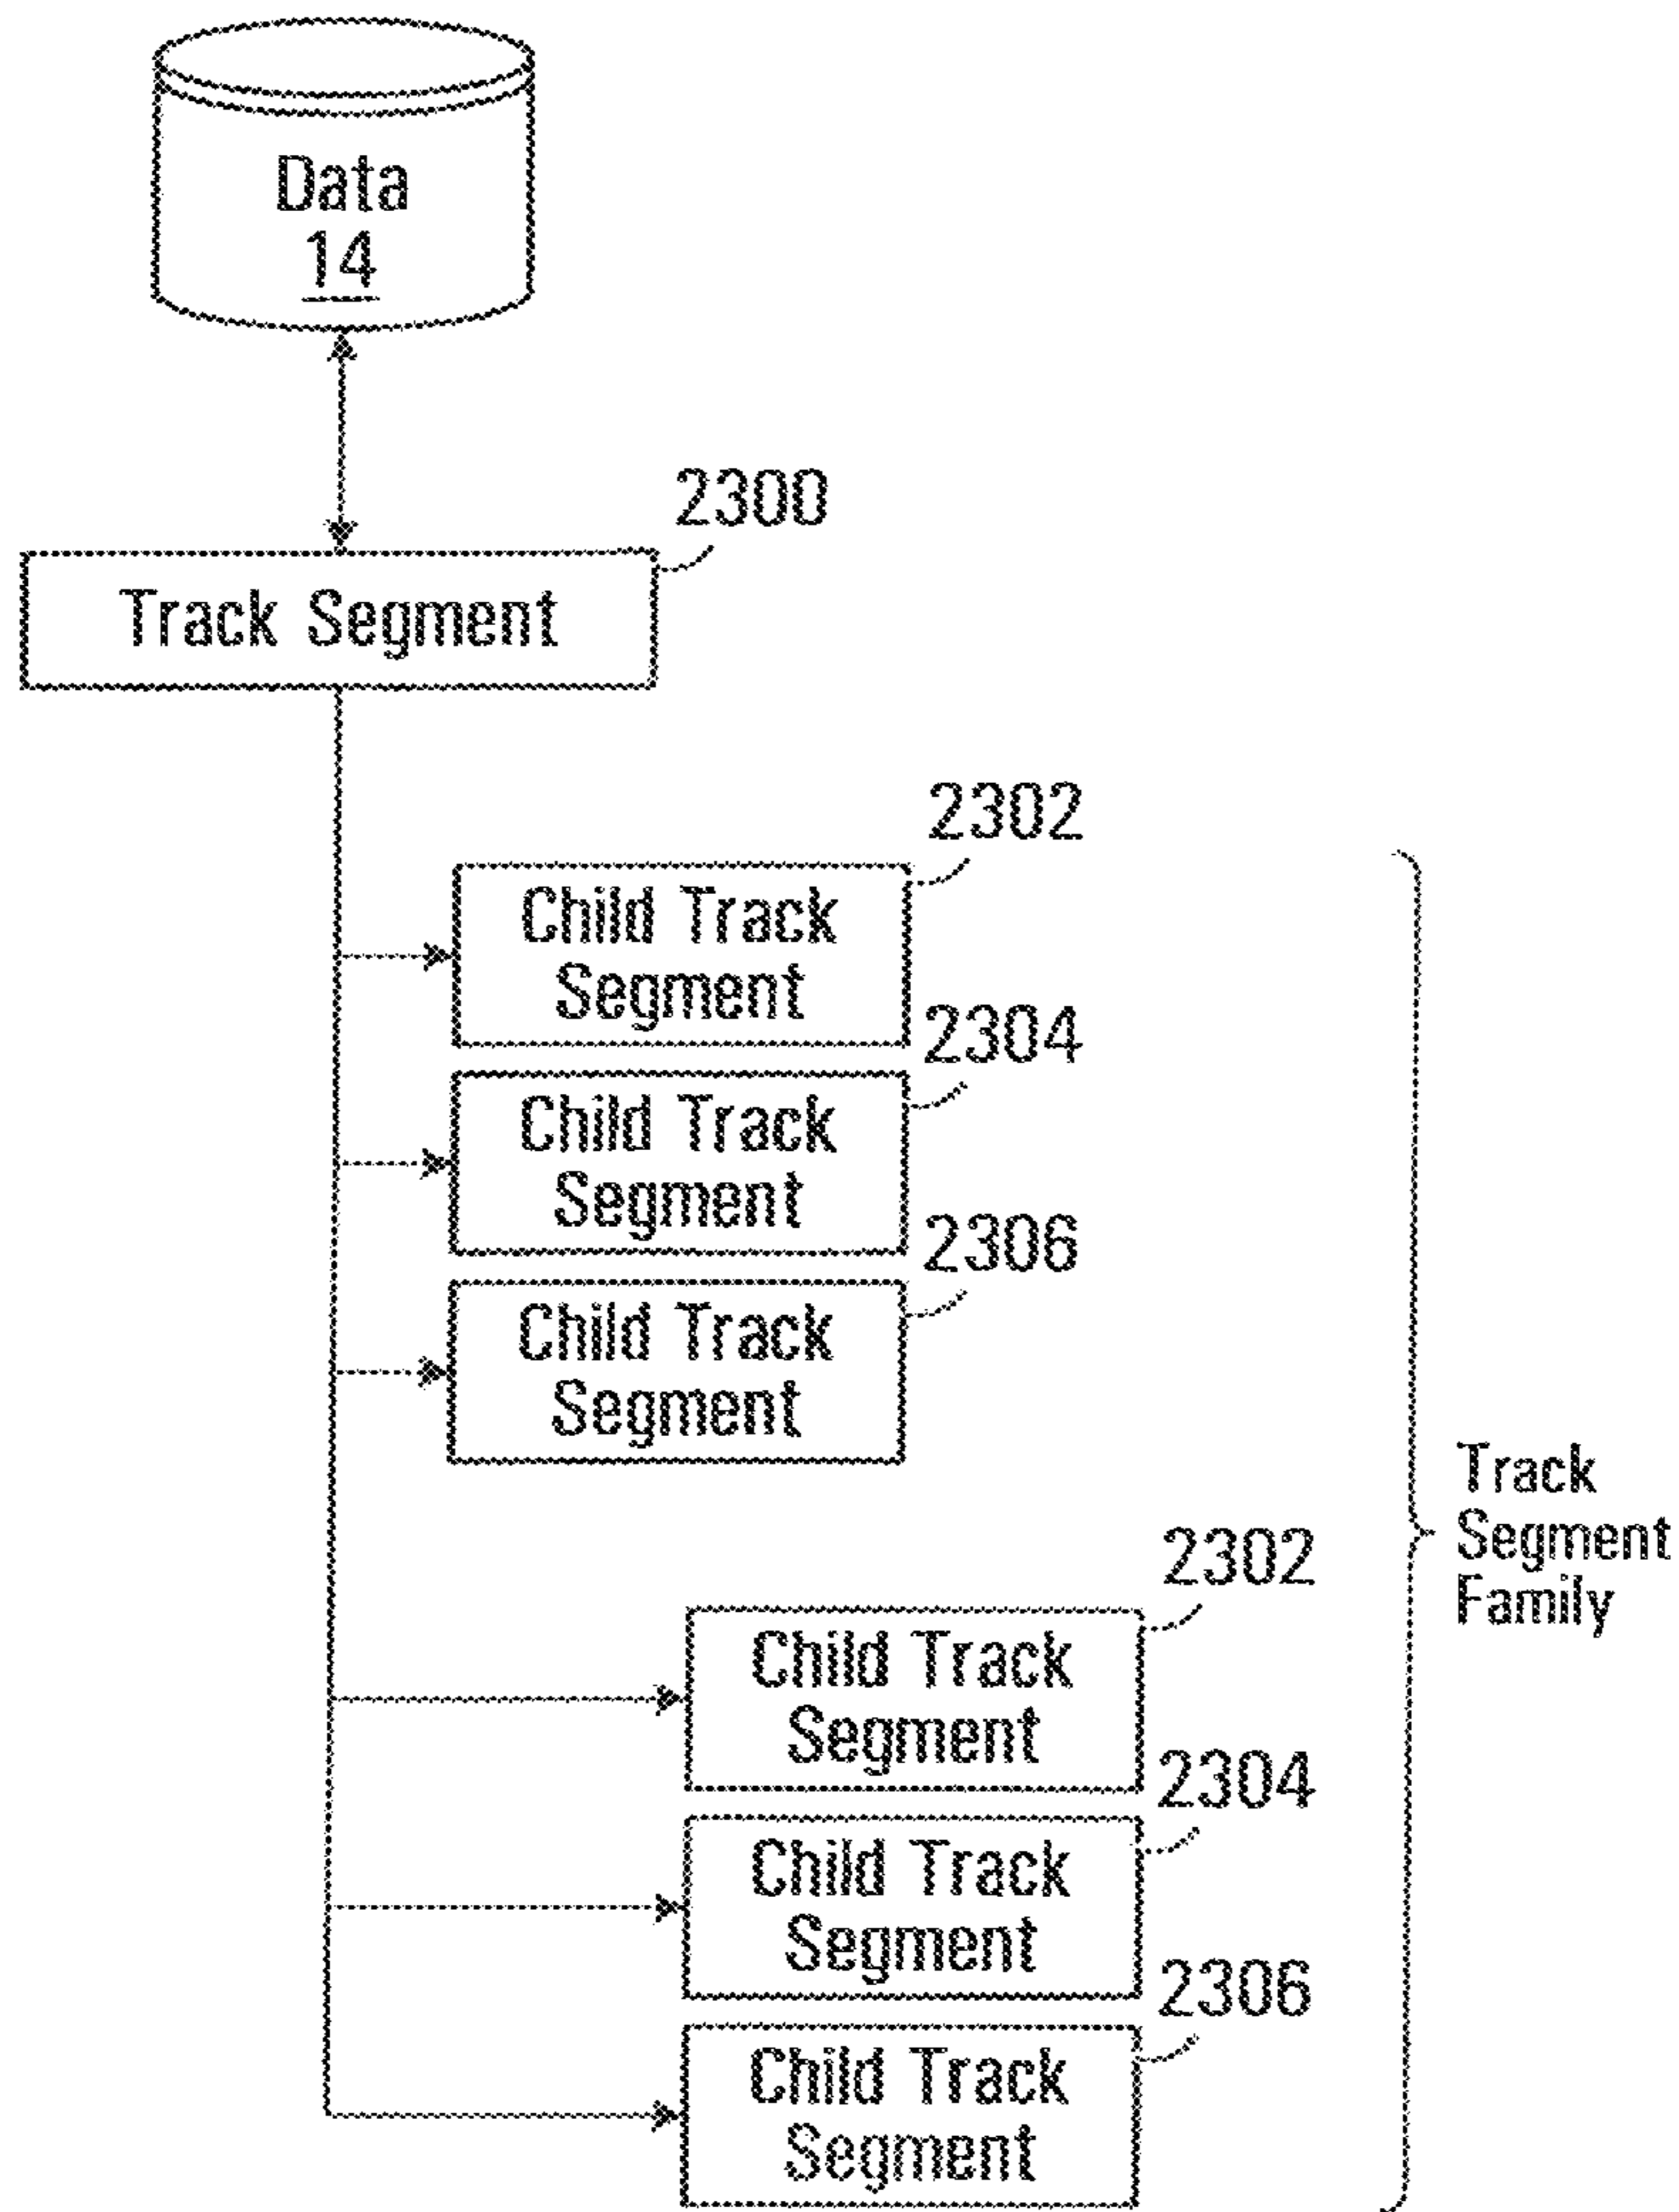 Data
14
2300
Track Segment
2302
Child Track
Segment
2304
Child Track
Segment
2306
Child Track
Segment
Track
Segment
Family
2302
Child Track
Segment
2304
Child Track
Segment
2306
Child Track
Segment